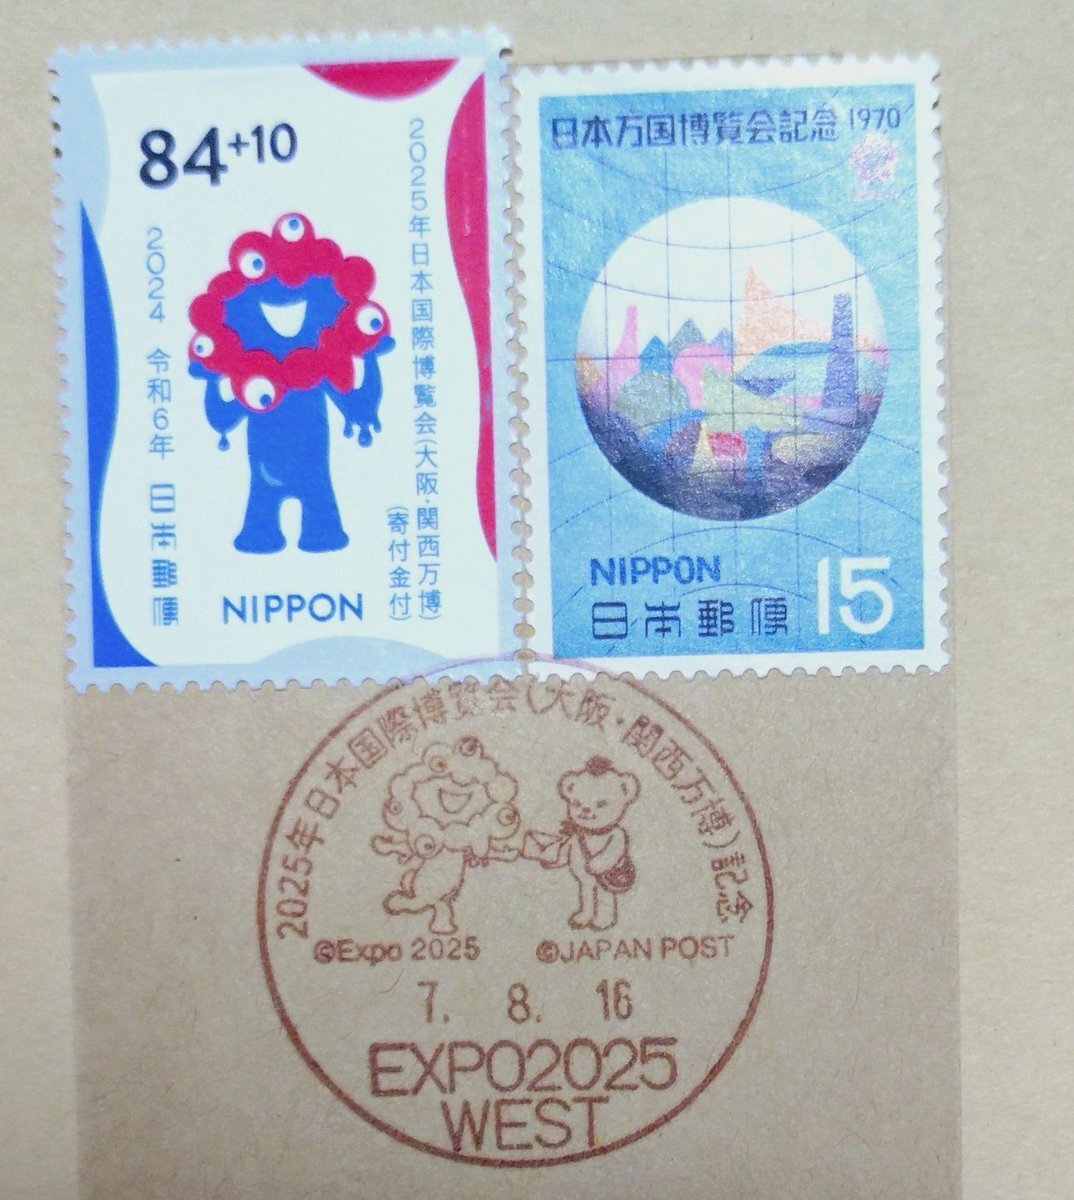 84+10
2025年日本国際博覧会(大阪・関西万博)
(寄付金付)
2024 令和6年 日本郵便
NIPPON
日本万国博覧会記念 1970
NIPPON
日本郵便
15
2025年日本国際博覧会(大阪・関西万博)記念
©Expo 2025 ©JAPAN POST
7. 8. 16
EXPO2025
WEST